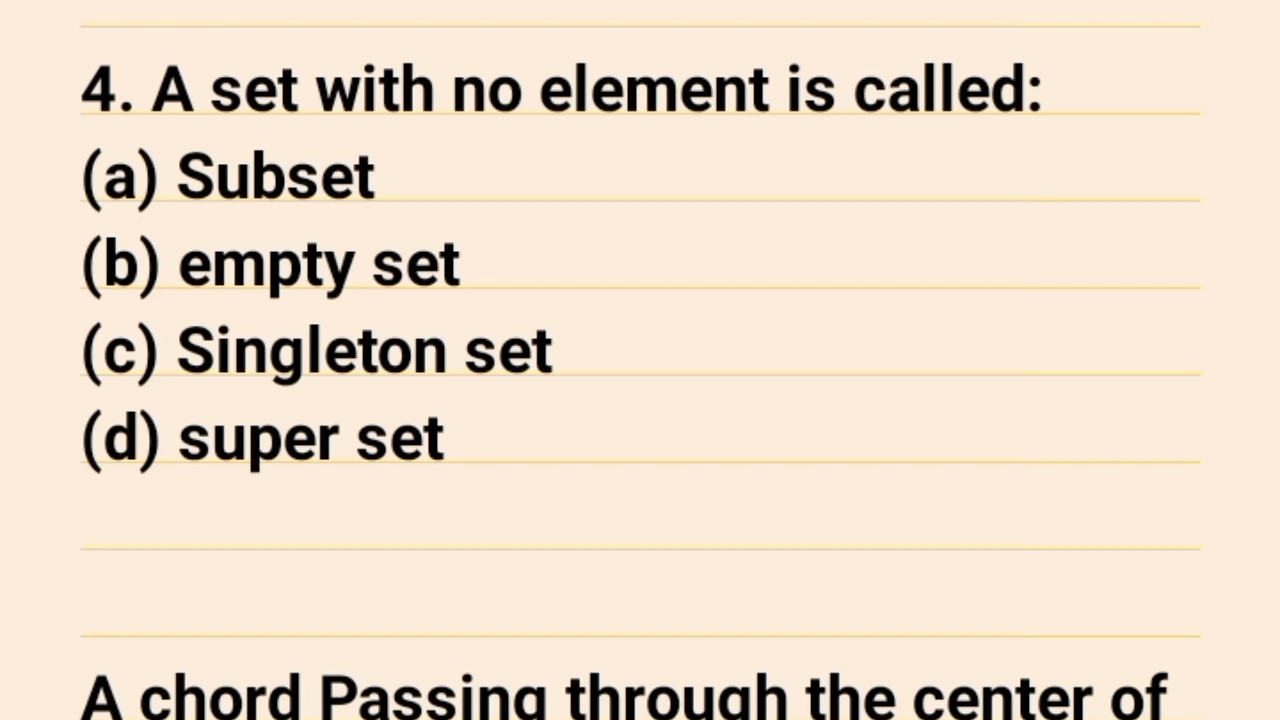 4. A set with no element is called:
(a) Subset
(b) empty set
(c) Singleton set
(d) super set
A chord Passing through the center of